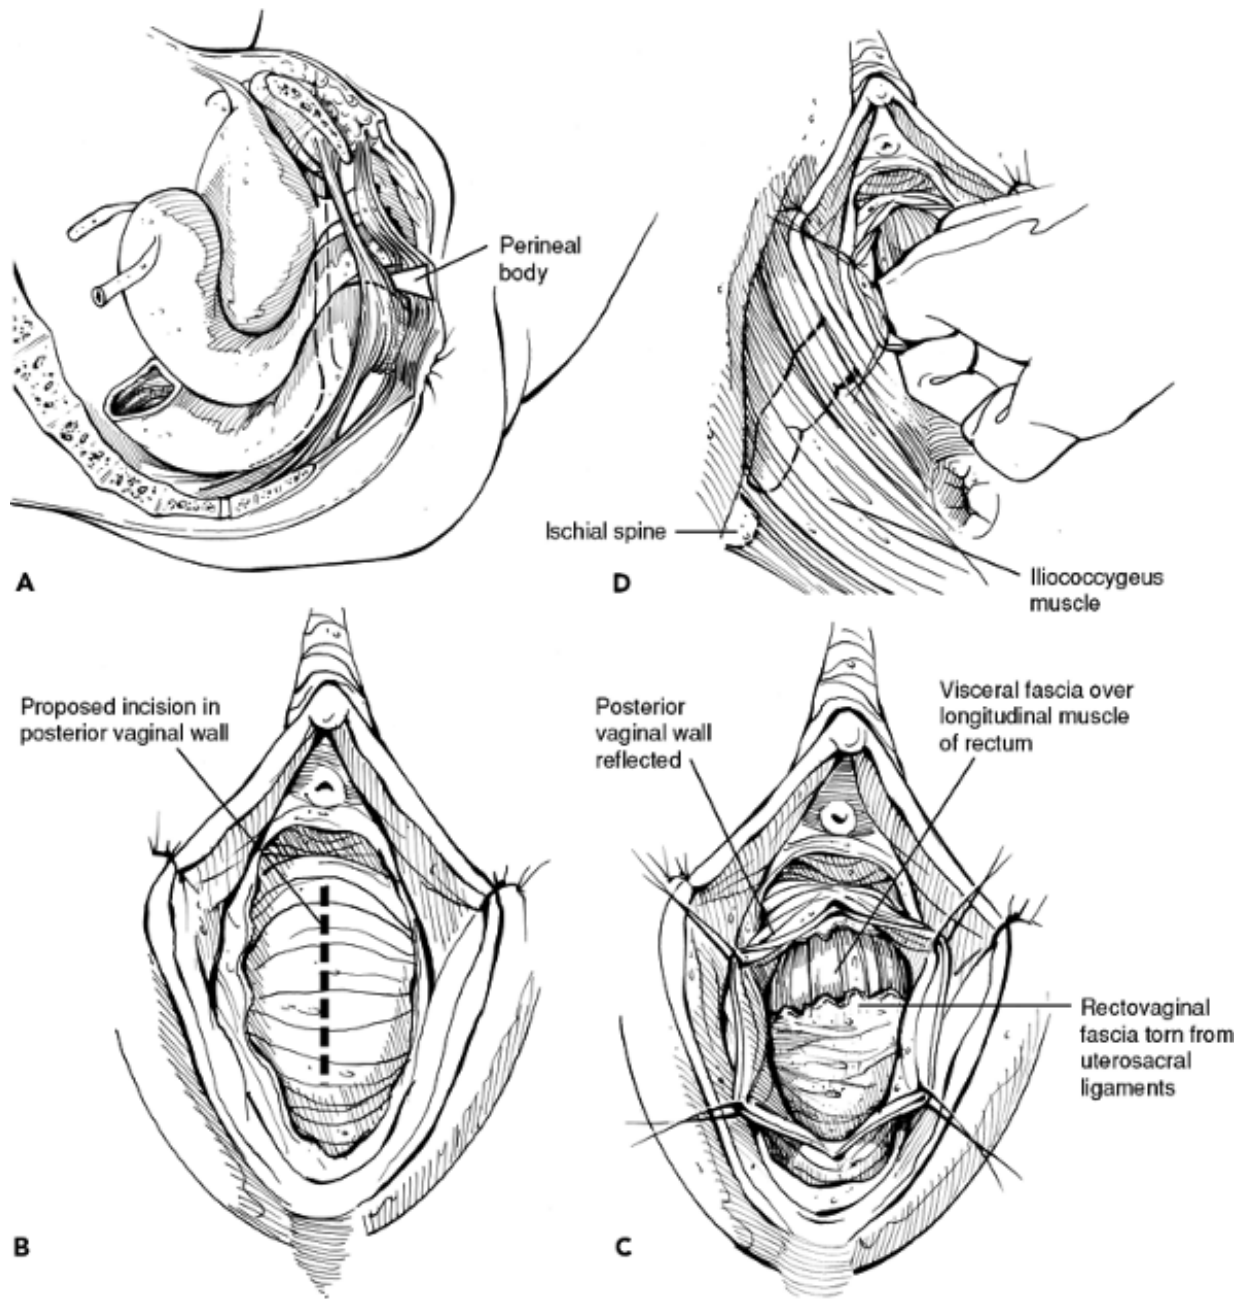 Perineal
body
A
Ischial spine
D
Iliococcygeus
muscle
Proposed incision in
posterior vaginal wall
B
Posterior
vaginal wall
reflected
Visceral fascia over
longitudinal muscle
of rectum
Rectovaginal
fascia torn from
uterosacral
ligaments
C